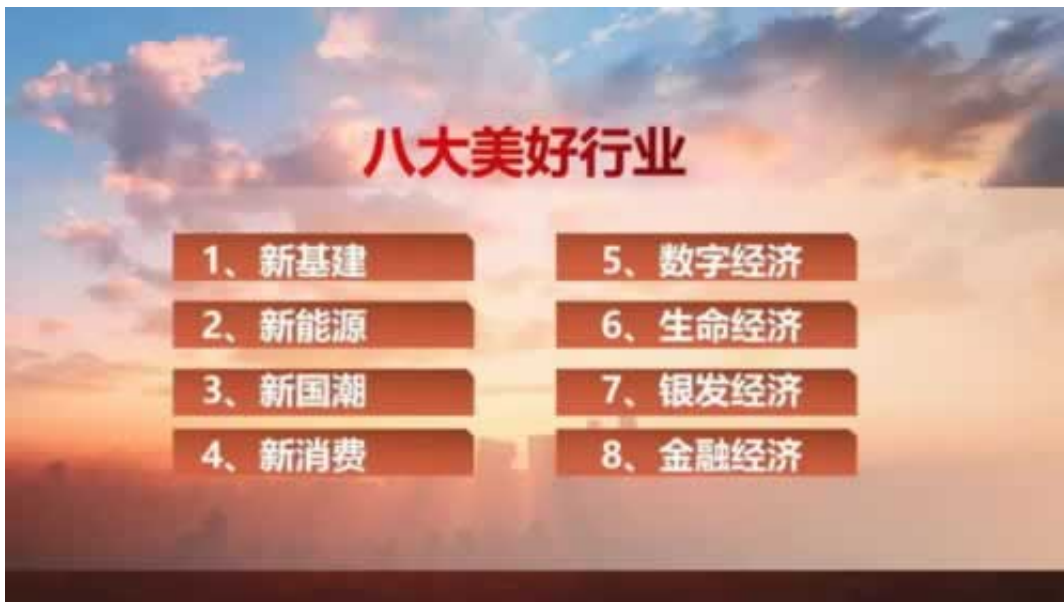 八大美好行业
1、新基建
2、新能源
3、新国潮
4、新消费
5、数字经济
6、生命经济
7、银发经济
8、金融经济